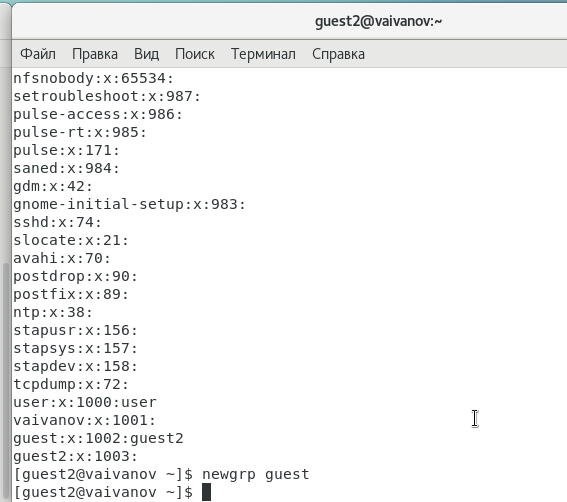 guest2@vaivanov:~
Файл Правка Вид Поиск Терминал Справка
nfsnobody:x:65534:
setroubleshoot:x:987:
pulse-access:x:986:
pulse-rt:x:985:
pulse:x:171:
saned:x:984:
gdm:x:42:
gnome-initial-setup:x:983:
sshd:x:74:
slocate:x:21:
avahi:x:70:
postdrop:x:90:
postfix:x:89:
ntp:x:38:
stapusr:x:156:
stapsys:x:157:
stapdev:x:158:
tcpdump:x:72:
user:x:1000:user
vaivanov:x:1001:
guest:x:1002:guest2
guest2:x:1003:
[guest2@vaivanov ~]$ newgrp guest
[guest2@vaivanov ~]$